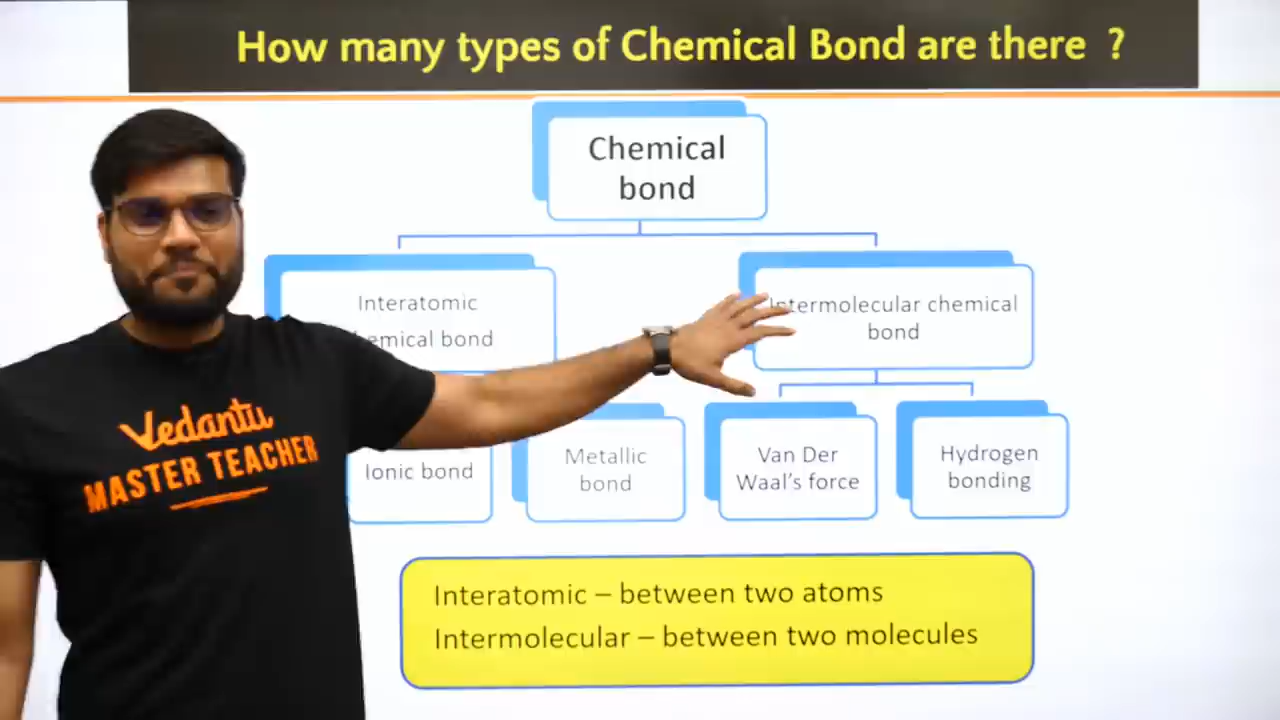 How many types of Chemical Bond are there ?
Chemical
bond
Interatomic
bond
Intermolecular chemical
bond
Ionic bond
Metallic
bond
Van Der
Waal's force
Hydrogen
bonding
Vedantu
MASTER TEACHER
Interatomic – between two atoms
Intermolecular – between two molecules